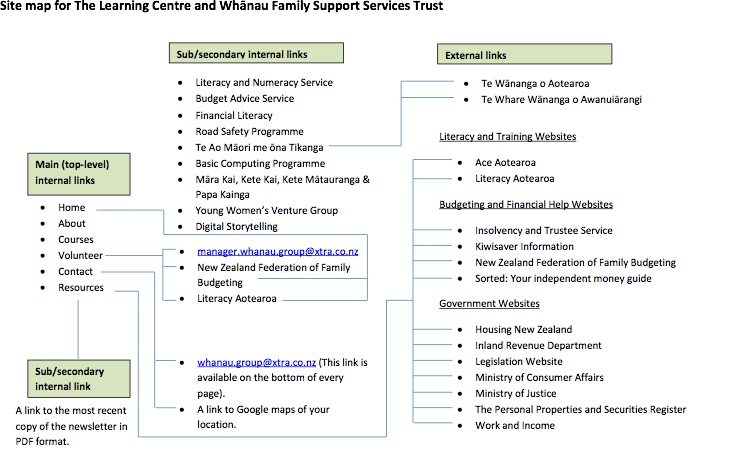 Site map for The Learning Centre and Whānau Family Support Services Trust
Sub/secondary internal links
• Literacy and Numeracy Service
• Budget Advice Service
• Financial Literacy
• Road Safety Programme
• Te Ao Māori me ōna Tikanga
• Basic Computing Programme
• Māra Kai, Kete Kai, Kete Mātauranga &
Papa Kainga
• Young Women's Venture Group
• Digital Storytelling
• manager.whanau.group@xtra.co.nz
• New Zealand Federation of Family
Budgeting
• Literacy Aotearoa
• whanau.group@xtra.co.nz (This link is
available on the bottom of every
page).
• A link to Google maps of your
location.
Main (top-level)
internal links
• Home
• About
• Courses
• Volunteer
• Contact
• Resources
Sub/secondary
internal link
A link to the most recent
copy of the newsletter in
PDF format.
External links
• Te Wānanga o Aotearoa
• Te Whare Wānanga o Awanuiārangi
Literacy and Training Websites
• Ace Aotearoa
• Literacy Aotearoa
Budgeting and Financial Help Websites
• Insolvency and Trustee Service
• Kiwisaver Information
• New Zealand Federation of Family Budgeting
• Sorted: Your independent money guide
Government Websites
• Housing New Zealand
• Inland Revenue Department
• Legislation Website
• Ministry of Consumer Affairs
• Ministry of Justice
• The Personal Properties and Securities Register
• Work and Income